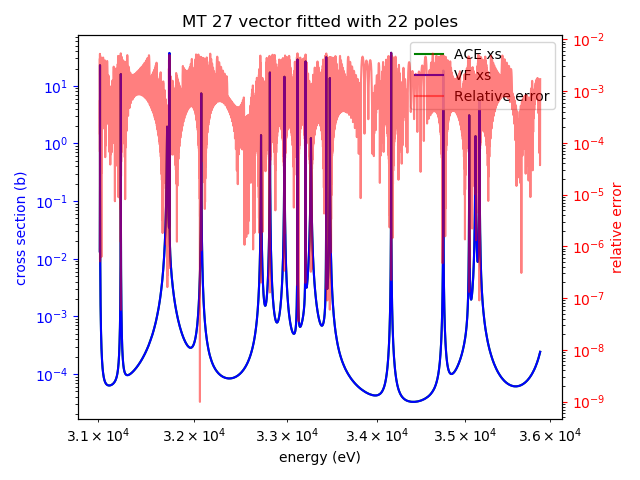 MT 27 vector fitted with 22 poles
ACE xs
VF xs
Relative error
cross section (b)
10¹
10⁰
10⁻¹
10⁻²
10⁻³
10⁻⁴
10⁻²
10⁻³
10⁻⁴
10⁻⁵
10⁻⁶
10⁻⁷
10⁻⁸
10⁻⁹
relative error
3.1 × 10⁴ 3.2 × 10⁴ 3.3 × 10⁴ 3.4 × 10⁴ 3.5 × 10⁴ 3.6 × 10⁴
energy (eV)